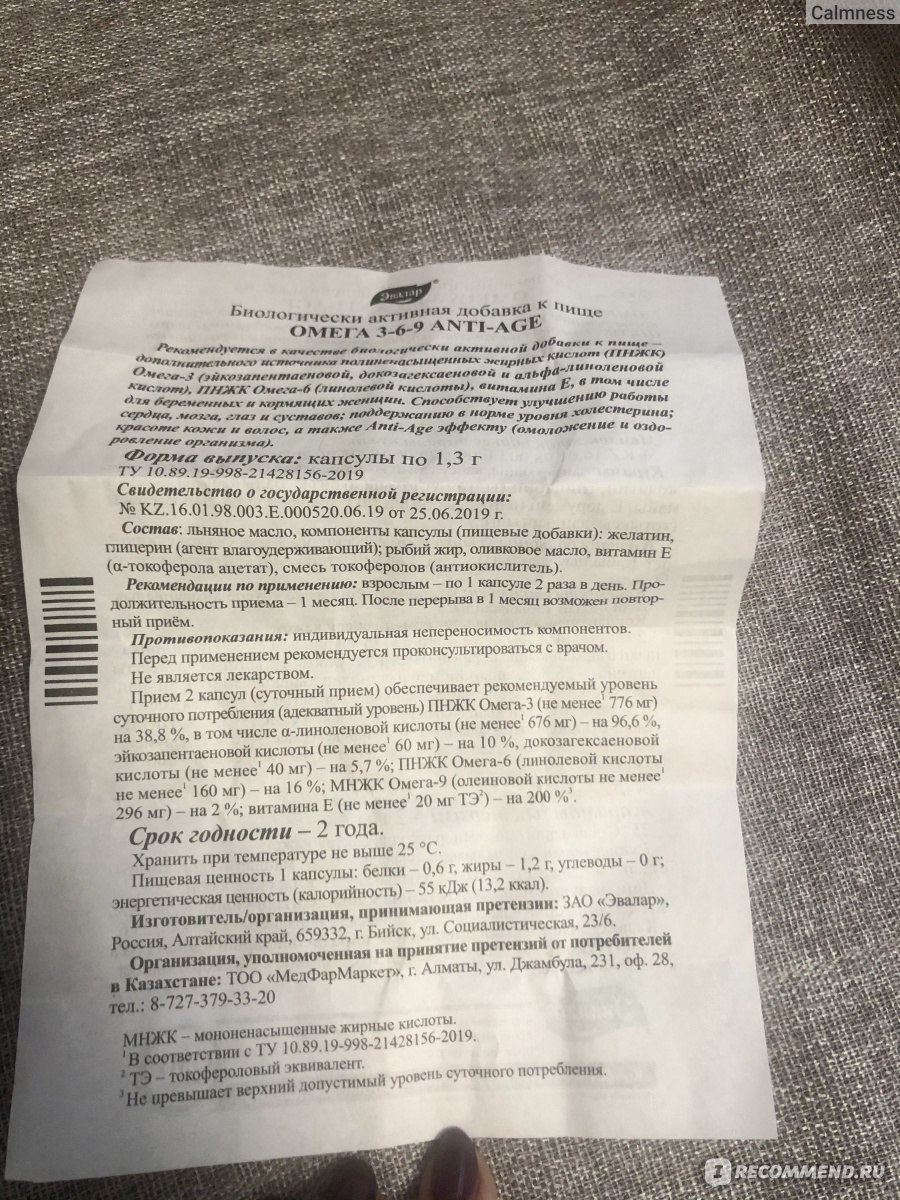 Calmness
Эвалар®
Биологически активная добавка к пище
ОМЕГА 3-6-9 ANTI-AGE
Рекомендуется в качестве биологически активной добавки к пище –
дополнительного источника полиненасыщенных жирных кислот (ПНЖК)
Омега-3 (эйкозапентаеновой, докозагексаеновой и альфа-линоленовой
кислот), ПНЖК Омега-6 (линолевой кислоты), витамина Е, в том числе
для беременных и кормящих женщин. Способствует улучшению работы
сердца, мозга, глаз и суставов; поддержанию в норме уровня холестерина;
красоте кожи и волос, а также Anti-Age эффекту (омоложение и оздо-
ровление организма).
Форма выпуска: капсулы по 1,3 г
ТУ 10.89.19-998-21428156-2019
Свидетельство о государственной регистрации:
№ KZ.16.01.98.003.E.000520.06.19 от 25.06.2019 г.
Состав: льняное масло, компоненты капсулы (пищевые добавки): желатин,
глицерин (агент влагоудерживающий); рыбий жир, оливковое масло, витамин Е
(α-токоферола ацетат), смесь токоферолов (антиокислитель).
Рекомендации по применению: взрослым – по 1 капсуле 2 раза в день. Про-
должительность приема – 1 месяц. После перерыва в 1 месяц возможен повтор-
ный приём.
Противопоказания: индивидуальная непереносимость компонентов.
Перед применением рекомендуется проконсультироваться с врачом.
Не является лекарством.
Прием 2 капсул (суточный прием) обеспечивает рекомендуемый уровень
суточного потребления (адекватный уровень) ПНЖК Омега-3 (не менее¹ 776 мг)
на 38,8 %, в том числе α-линоленовой кислоты (не менее¹ 676 мг) – на 96,6 %,
эйкозапентаеновой кислоты (не менее¹ 60 мг) – на 10 %, докозагексаеновой
кислоты (не менее¹ 40 мг) – на 5,7 %; ПНЖК Омега-6 (линолевой кислоты
не менее¹ 160 мг) – на 16 %; МНЖК Омега-9 (олеиновой кислоты не менее¹
296 мг) – на 2 %; витамина Е (не менее¹ 20 мг ТЭ²) – на 200 %³.
Срок годности – 2 года.
Хранить при температуре не выше 25 °С.
Пищевая ценность 1 капсулы: белки – 0,6 г, жиры – 1,2 г, углеводы – 0 г;
энергетическая ценность (калорийность) – 55 кДж (13,2 ккал).
Изготовитель/организация, принимающая претензии: ЗАО «Эвалар»,
Россия, Алтайский край, 659332, г. Бийск, ул. Социалистическая, 23/6.
Организация, уполномоченная на принятие претензий от потребителей
в Казахстане: ТОО «МедФарМаркет», г. Алматы, ул. Джамбула, 231, оф. 28,
тел.: 8-727-379-33-20
МНЖК – мононенасыщенные жирные кислоты.
¹ В соответствии с ТУ 10.89.19-998-21428156-2019.
² ТЭ – токофероловый эквивалент.
³ Не превышает верхний допустимый уровень суточного потребления.
RECOMMEND.RU